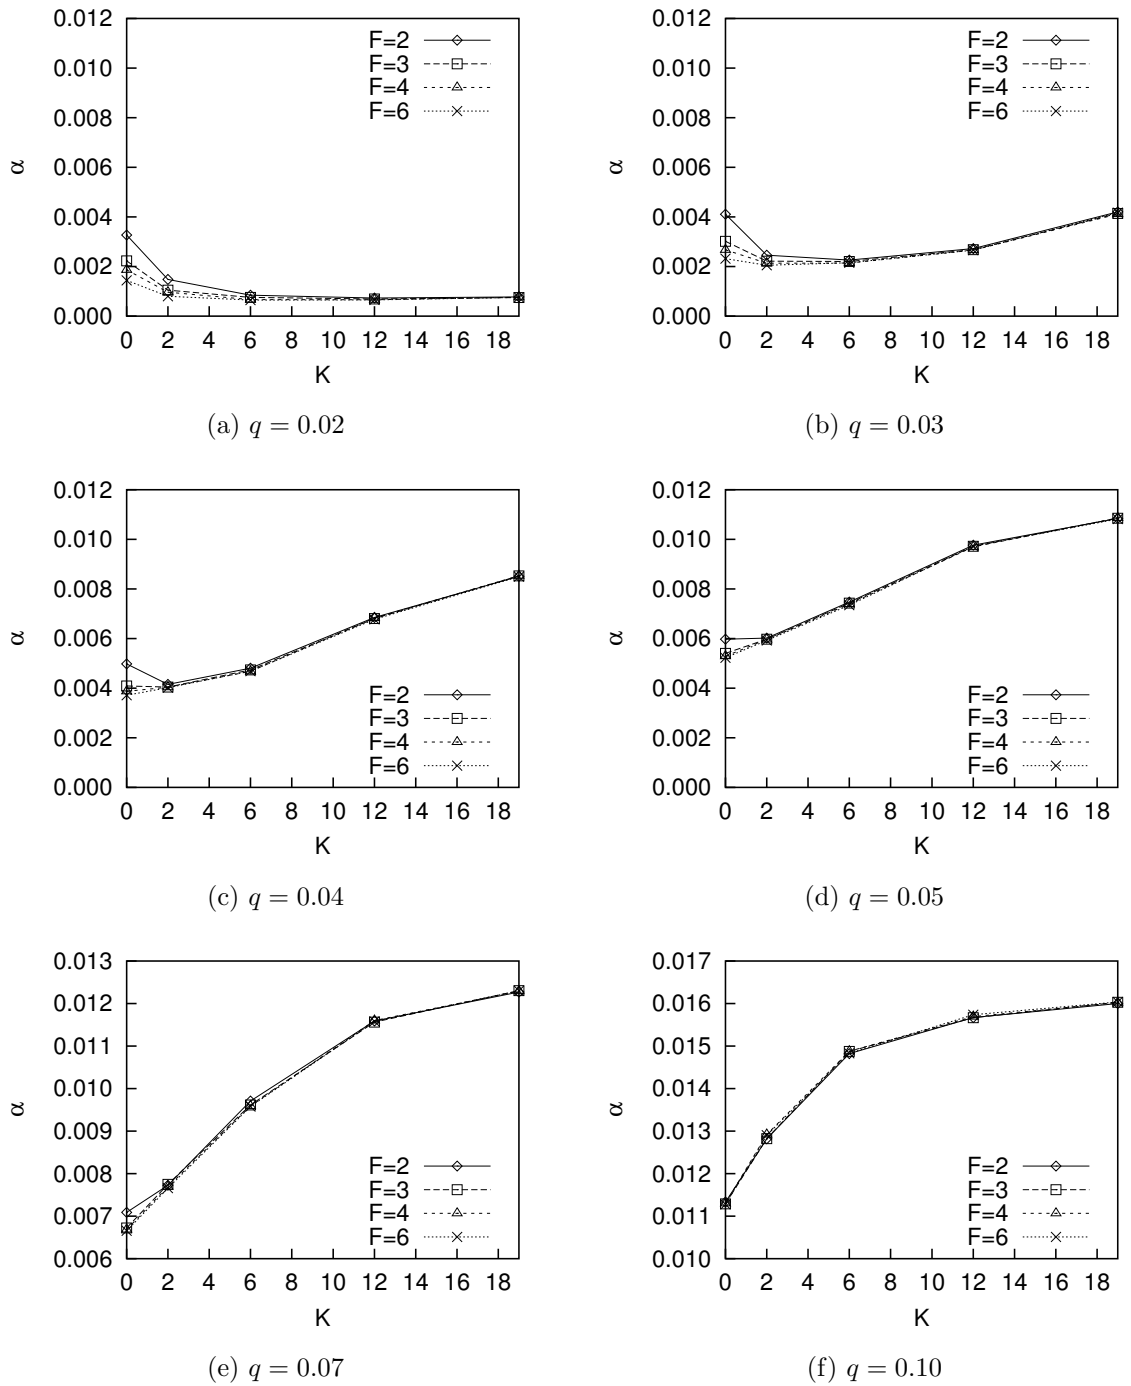 0.012
0.010
0.008
0.006
0.004
0.002
0.000
α
F=2
F=3
F=4
F=6
0 2 4 6 8 10 12 14 16 18
K
(a) q = 0.02
0.012
0.010
0.008
0.006
0.004
0.002
0.000
α
F=2
F=3
F=4
F=6
0 2 4 6 8 10 12 14 16 18
K
(b) q = 0.03
0.012
0.010
0.008
0.006
0.004
0.002
0.000
α
F=2
F=3
F=4
F=6
0 2 4 6 8 10 12 14 16 18
K
(c) q = 0.04
0.012
0.010
0.008
0.006
0.004
0.002
0.000
α
F=2
F=3
F=4
F=6
0 2 4 6 8 10 12 14 16 18
K
(d) q = 0.05
0.013
0.012
0.011
0.010
0.009
0.008
0.007
0.006
α
F=2
F=3
F=4
F=6
0 2 4 6 8 10 12 14 16 18
K
(e) q = 0.07
0.017
0.016
0.015
0.014
0.013
0.012
0.011
0.010
α
F=2
F=3
F=4
F=6
0 2 4 6 8 10 12 14 16 18
K
(f) q = 0.10